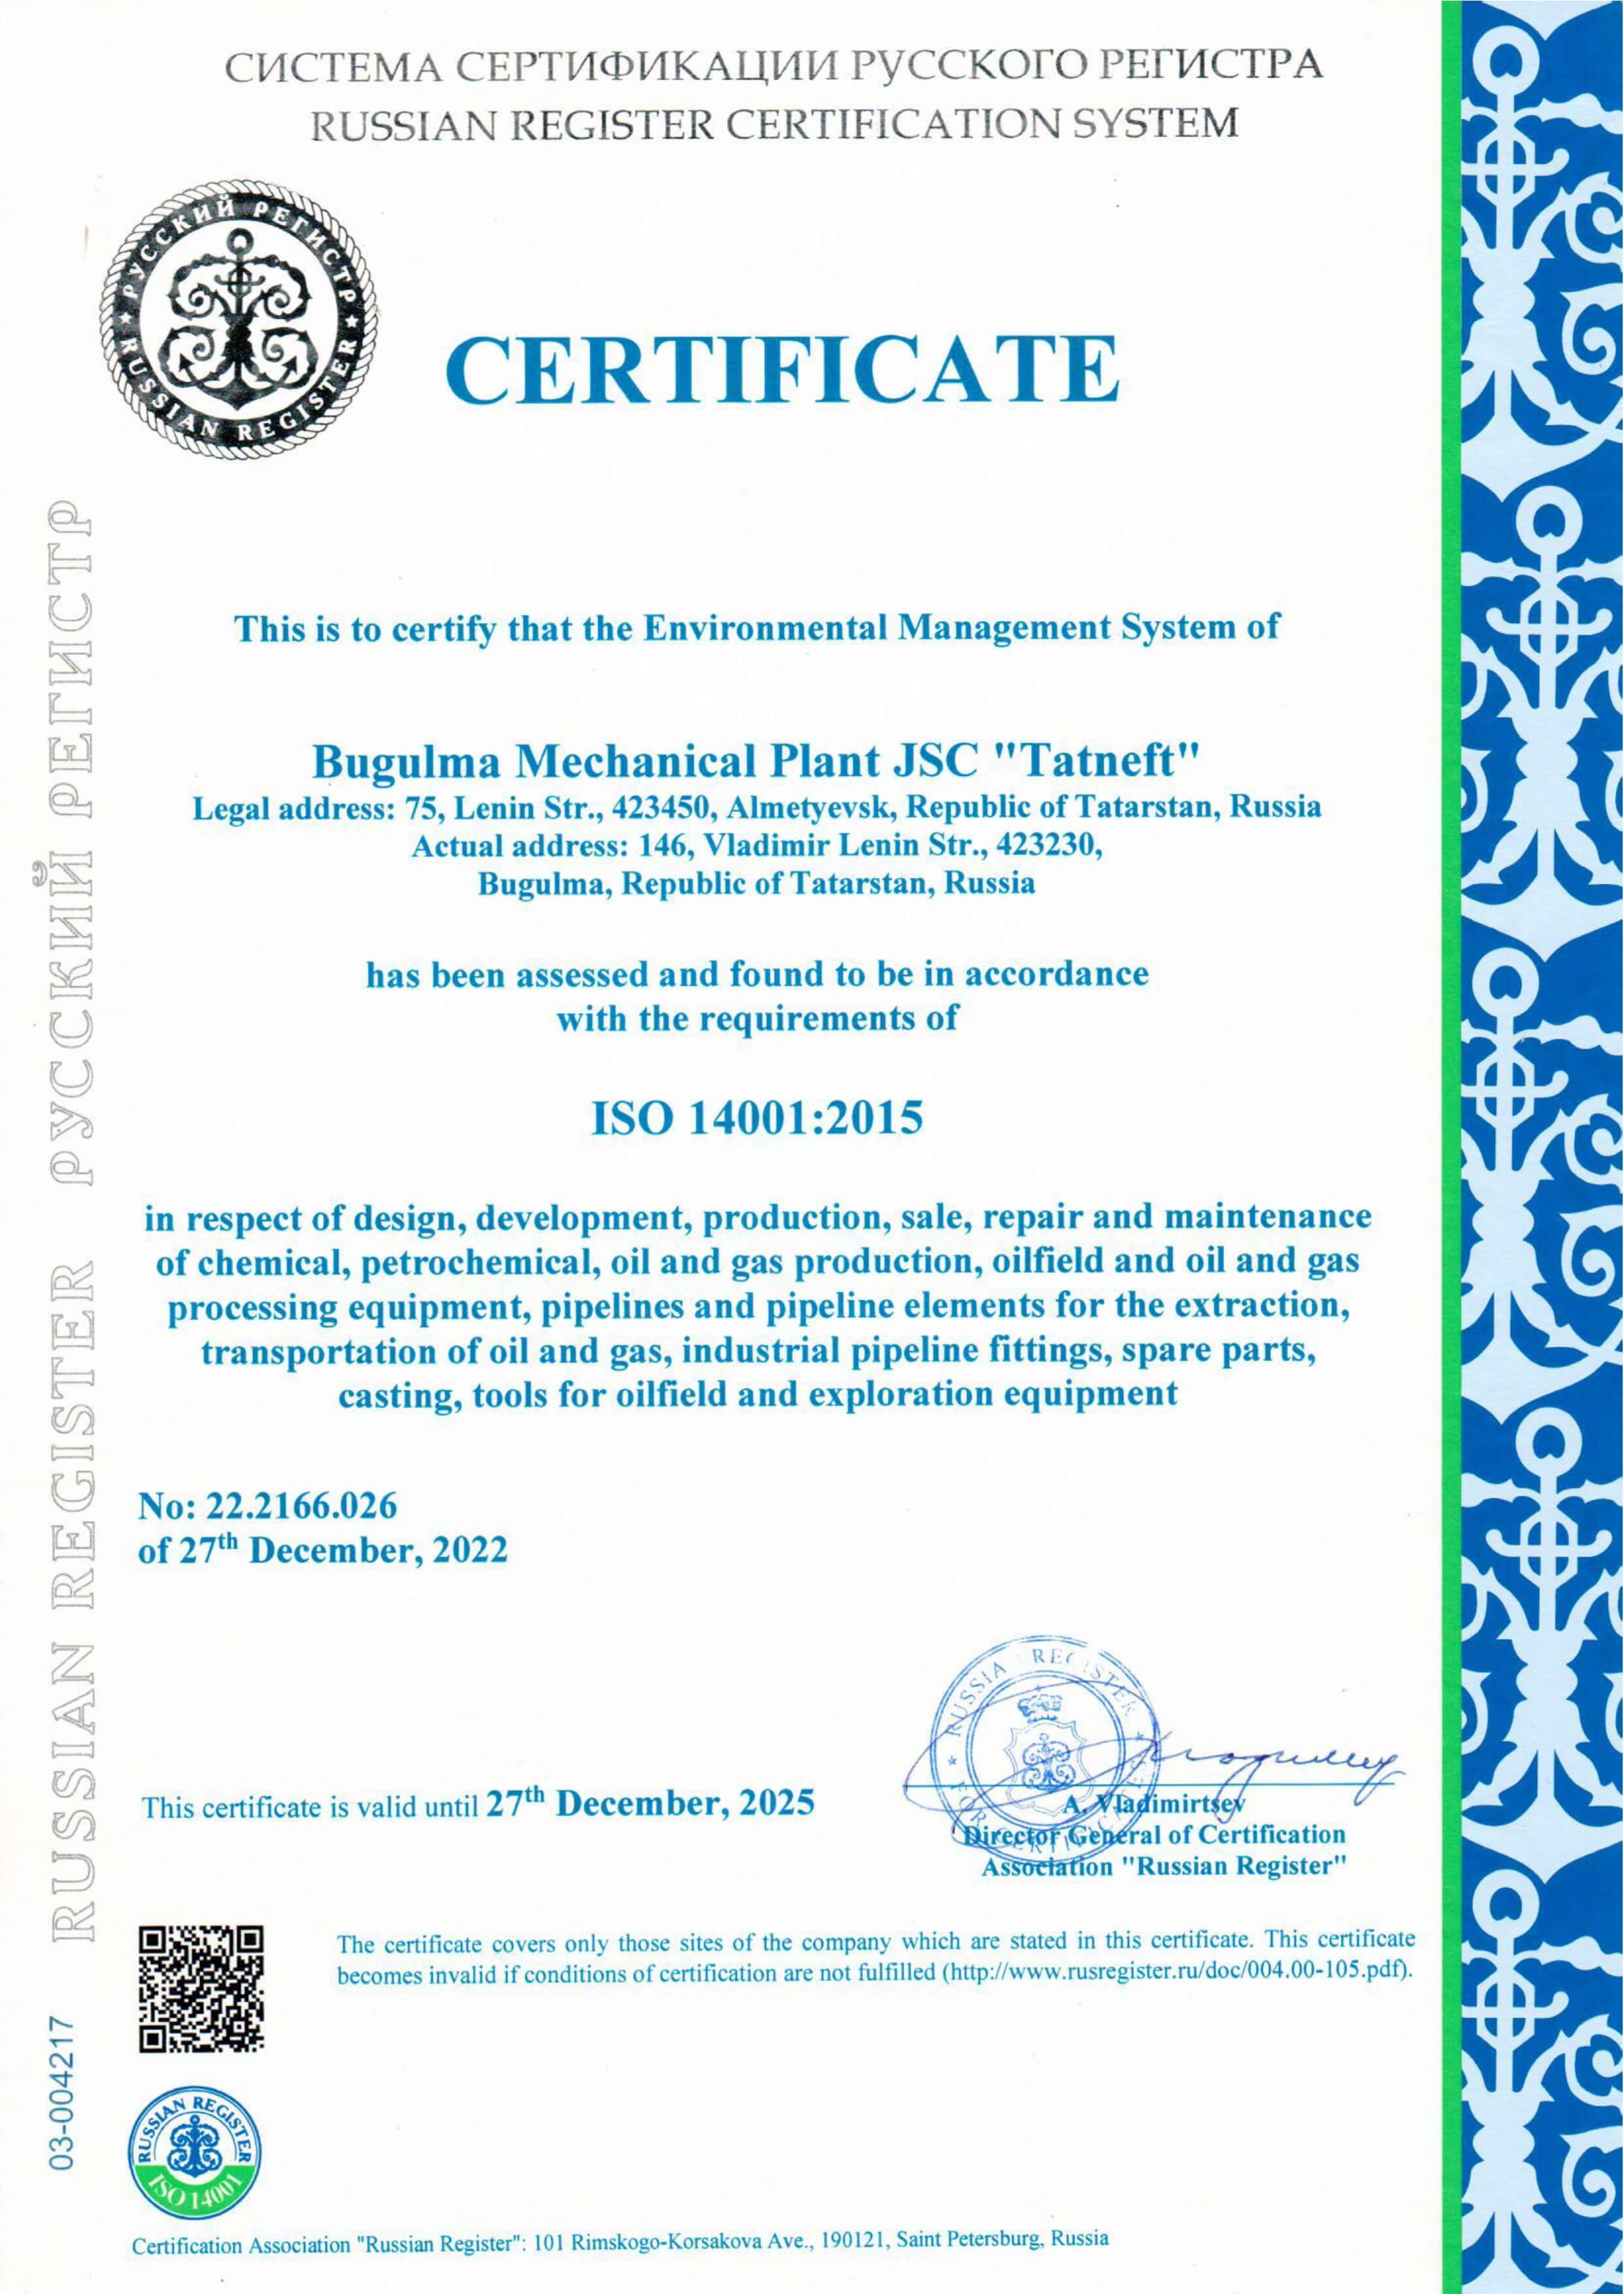 СИСТЕМА СЕРТИФИКАЦИИ РУССКОГО РЕГИСТРА
RUSSIAN REGISTER CERTIFICATION SYSTEM
РУССКИЙ РЕГИСТР
RUSSIAN REGISTER
CERTIFICATE
This is to certify that the Environmental Management System of
Bugulma Mechanical Plant JSC "Tatneft"
Legal address: 75, Lenin Str., 423450, Almetyevsk, Republic of Tatarstan, Russia
Actual address: 146, Vladimir Lenin Str., 423230,
Bugulma, Republic of Tatarstan, Russia
has been assessed and found to be in accordance
with the requirements of
ISO 14001:2015
in respect of design, development, production, sale, repair and maintenance
of chemical, petrochemical, oil and gas production, oilfield and oil and gas
processing equipment, pipelines and pipeline elements for the extraction,
transportation of oil and gas, industrial pipeline fittings, spare parts,
casting, tools for oilfield and exploration equipment
No: 22.2166.026
of 27th December, 2022
This certificate is valid until 27th December, 2025
A. Vladimirtsev
Director General of Certification
Association "Russian Register"
The certificate covers only those sites of the company which are stated in this certificate. This certificate
becomes invalid if conditions of certification are not fulfilled (http://www.rusregister.ru/doc/004.00-105.pdf).
RUSSIAN REGISTER
ISO 14001
Certification Association "Russian Register": 101 Rimskogo-Korsakova Ave., 190121, Saint Petersburg, Russia
03-004217
RUSSIAN REGISTER РУССКИЙ РЕГИСТР